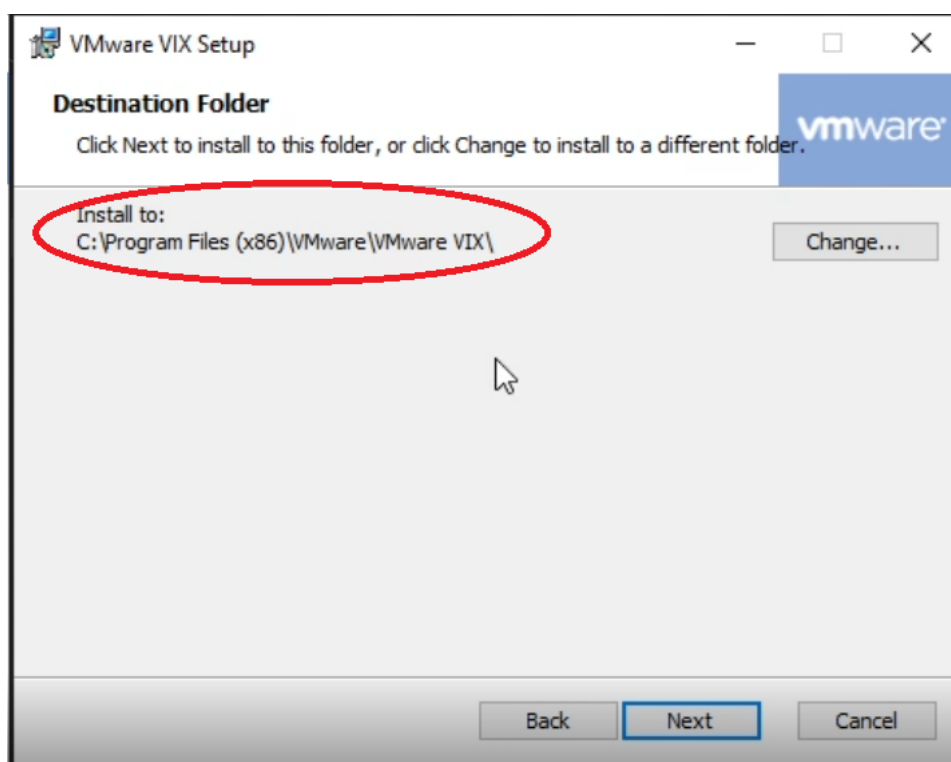 VMware VIX Setup
Destination Folder
Click Next to install to this folder, or click Change to install to a different folder.
vmware
Install to:
C:\Program Files (x86)\VMware\VMware VIX\
Change...
Back
Next
Cancel